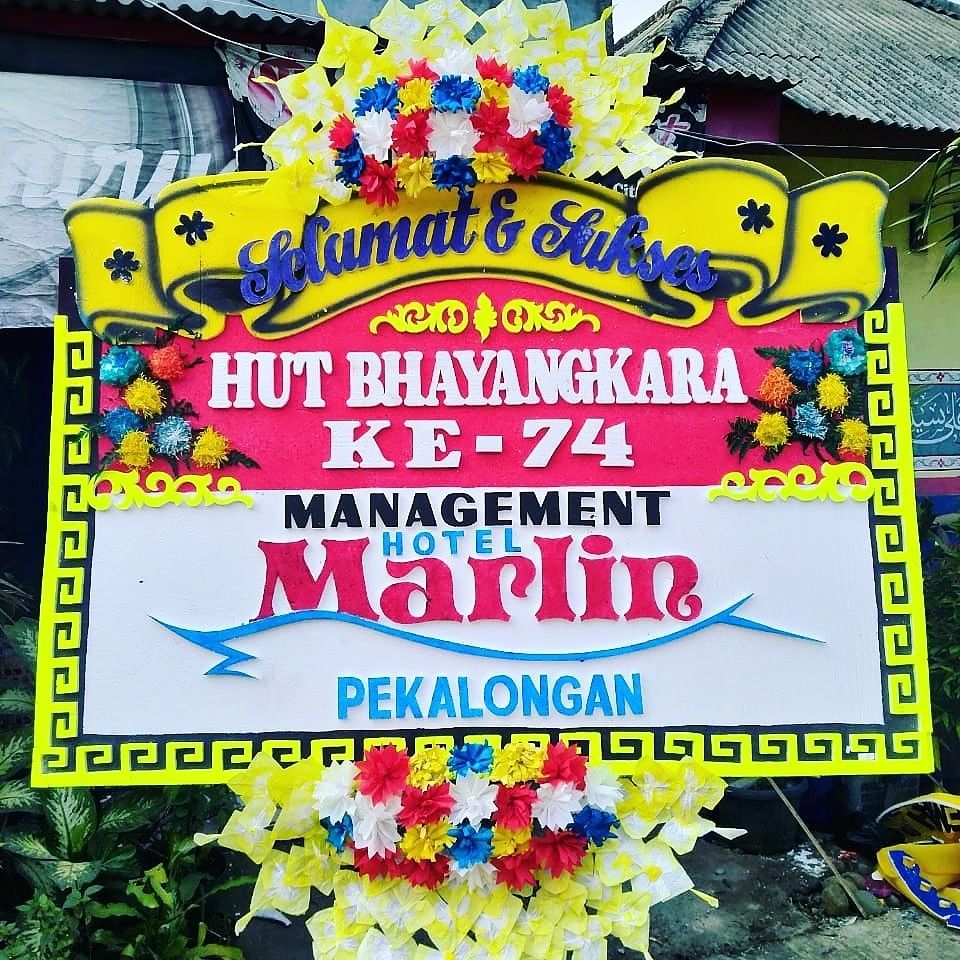 Selamat & Sukses
HUT BHAYANGKARA
KE-74
MANAGEMENT
HOTEL
Marlin
PEKALONGAN